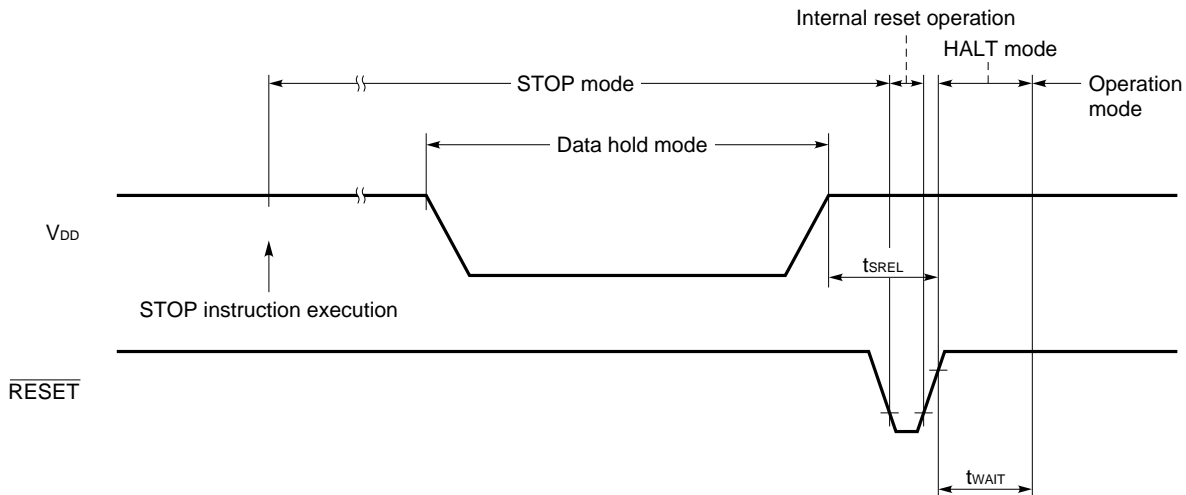 Internal reset operation
HALT mode
STOP mode
Operation
mode
Data hold mode
VDD
tSREL
STOP instruction execution
RESET
tWAIT